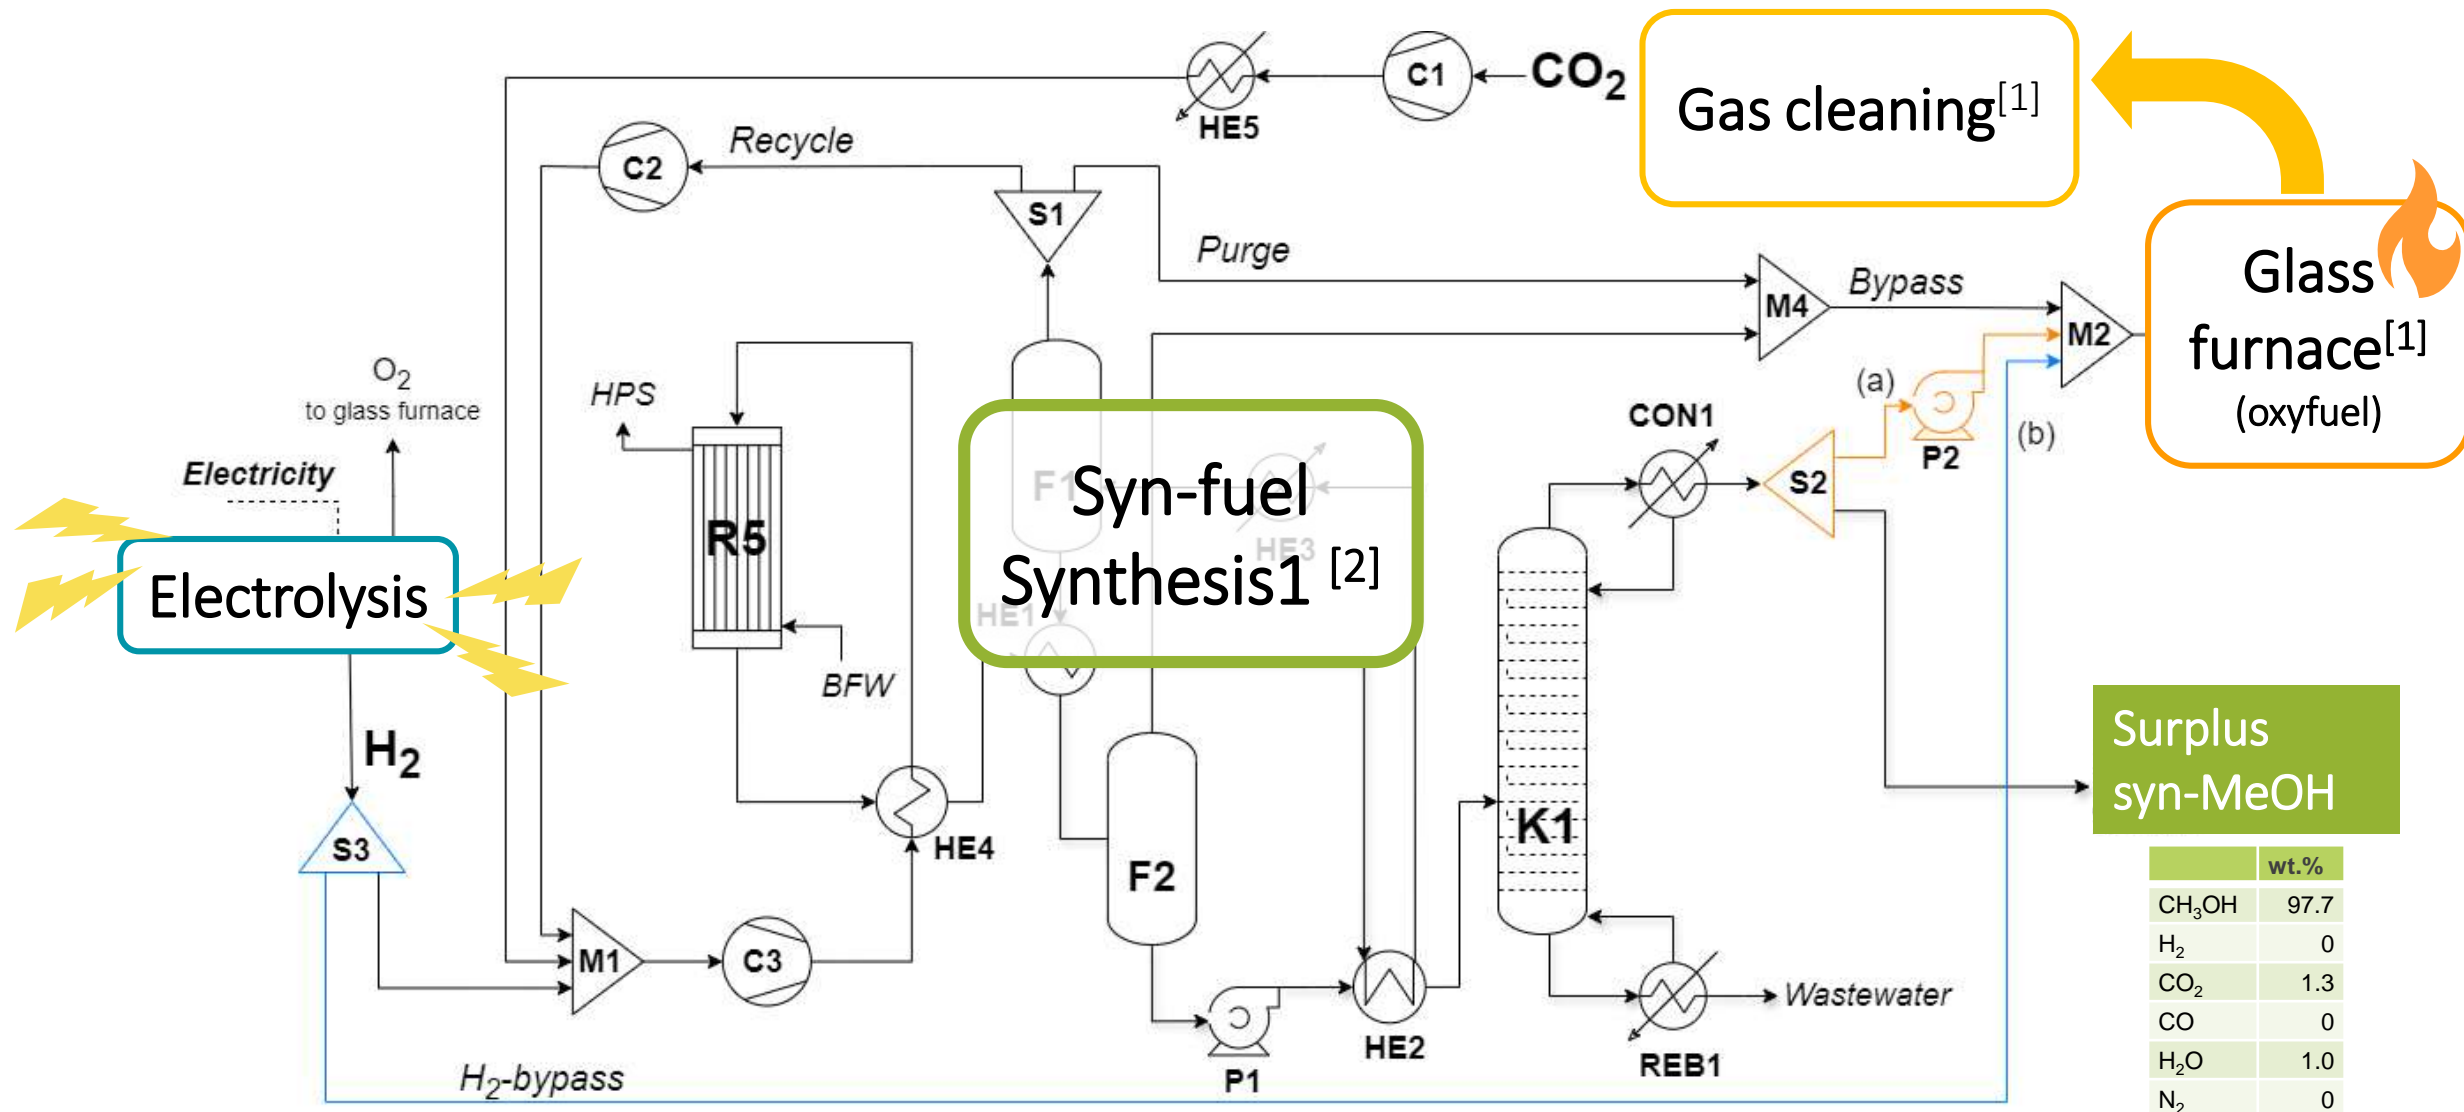 CO₂
C1
HE5
Gas cleaning[1]
Recycle
C2
S1
Purge
M4
Bypass
M2
Glass
furnace[1]
(oxyfuel)
O₂
to glass furnace
Electricity
Electrolysis
HPS
R5
BFW
F1
HE3
HE1
Syn-fuel
Synthesis1 [2]
CON1
S2
(a)
P2
(b)
H₂
S3
HE4
F2
K1
Surplus
syn-MeOH
M1
C3
P1
HE2
REB1
Wastewater
H₂-bypass
wt.%
CH₃OH 97.7
H₂ 0
CO₂ 1.3
CO 0
H₂O 1.0
N₂ 0